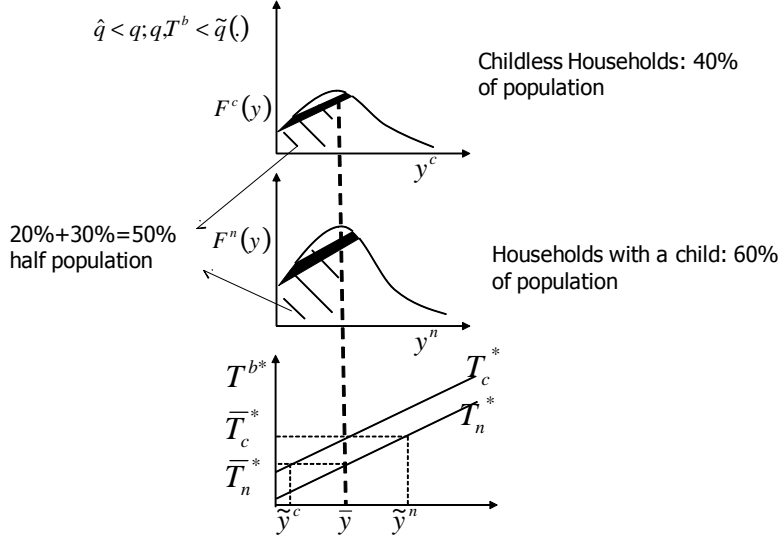 q̂ < q; q,T^b < q̃(.)
Childless Households: 40%
of population
F^c(y)
y^c
20%+30%=50%
half population
F^n(y)
Households with a child: 60%
of population
y^n
T^b*
T_c^*
T̅_c^*
T_n^*
T̅_n^*
ỹ^c y̅ ỹ^n